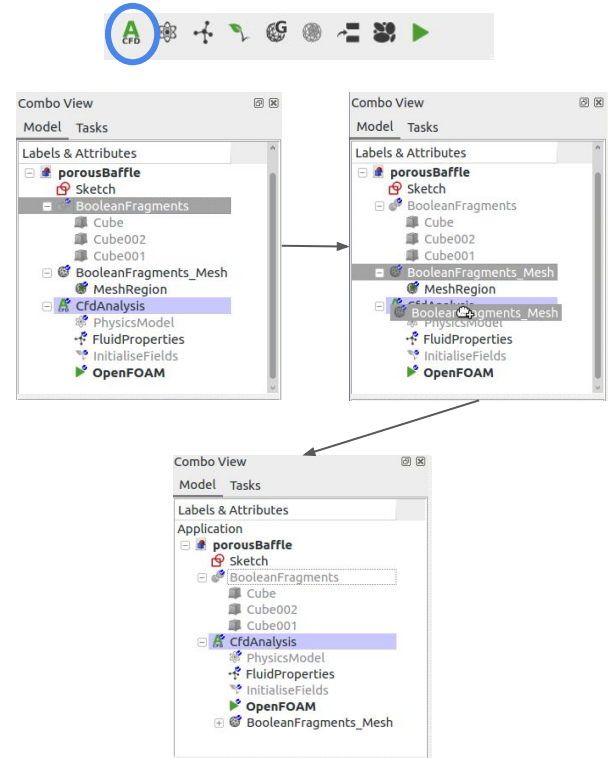 A
CFD
G
Combo View
Model Tasks
Labels & Attributes
porousBaffle
Sketch
BooleanFragments
Cube
Cube002
Cube001
BooleanFragments_Mesh
MeshRegion
CfdAnalysis
PhysicsModel
FluidProperties
InitialiseFields
OpenFOAM
Combo View
Model Tasks
Labels & Attributes
porousBaffle
Sketch
BooleanFragments
Cube
Cube002
Cube001
BooleanFragments_Mesh
MeshRegion
CfdAnalysis
BooleanFragments_Mesh
PhysicsModel
FluidProperties
InitialiseFields
OpenFOAM
Combo View
Model Tasks
Labels & Attributes
Application
porousBaffle
Sketch
BooleanFragments
Cube
Cube002
Cube001
CfdAnalysis
PhysicsModel
FluidProperties
InitialiseFields
OpenFOAM
BooleanFragments_Mesh